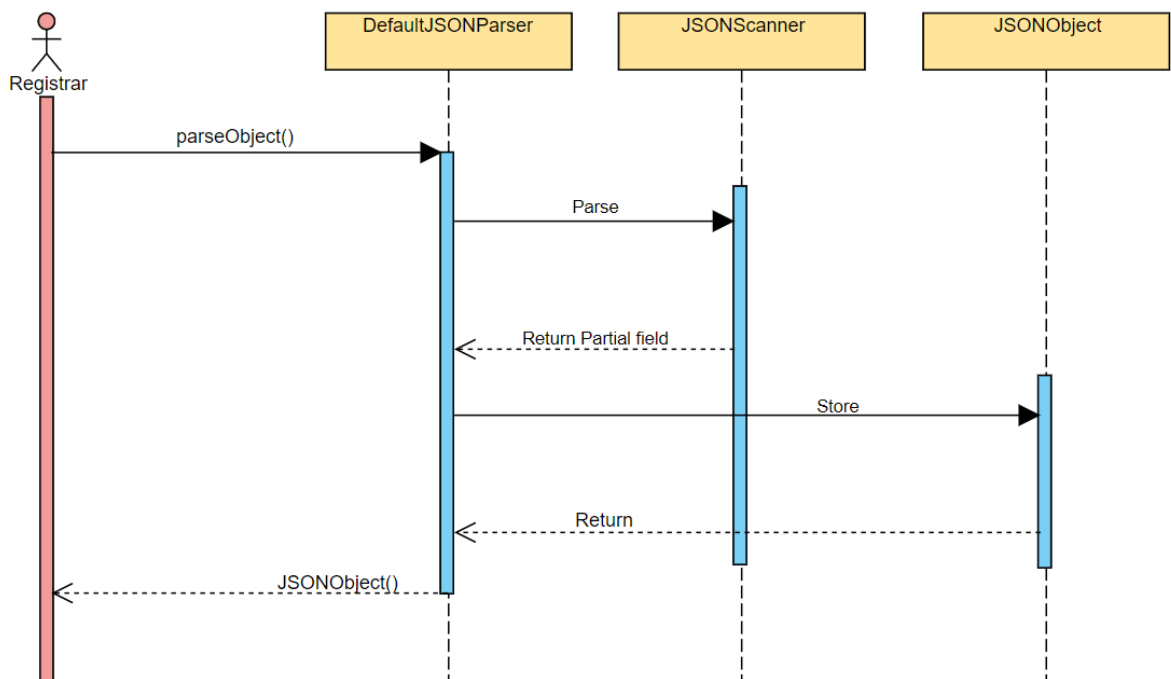 DefaultJSONParser
JSONScanner
JSONObject
Registrar
parseObject()
Parse
Return Partial field
Store
Return
JSONObject()